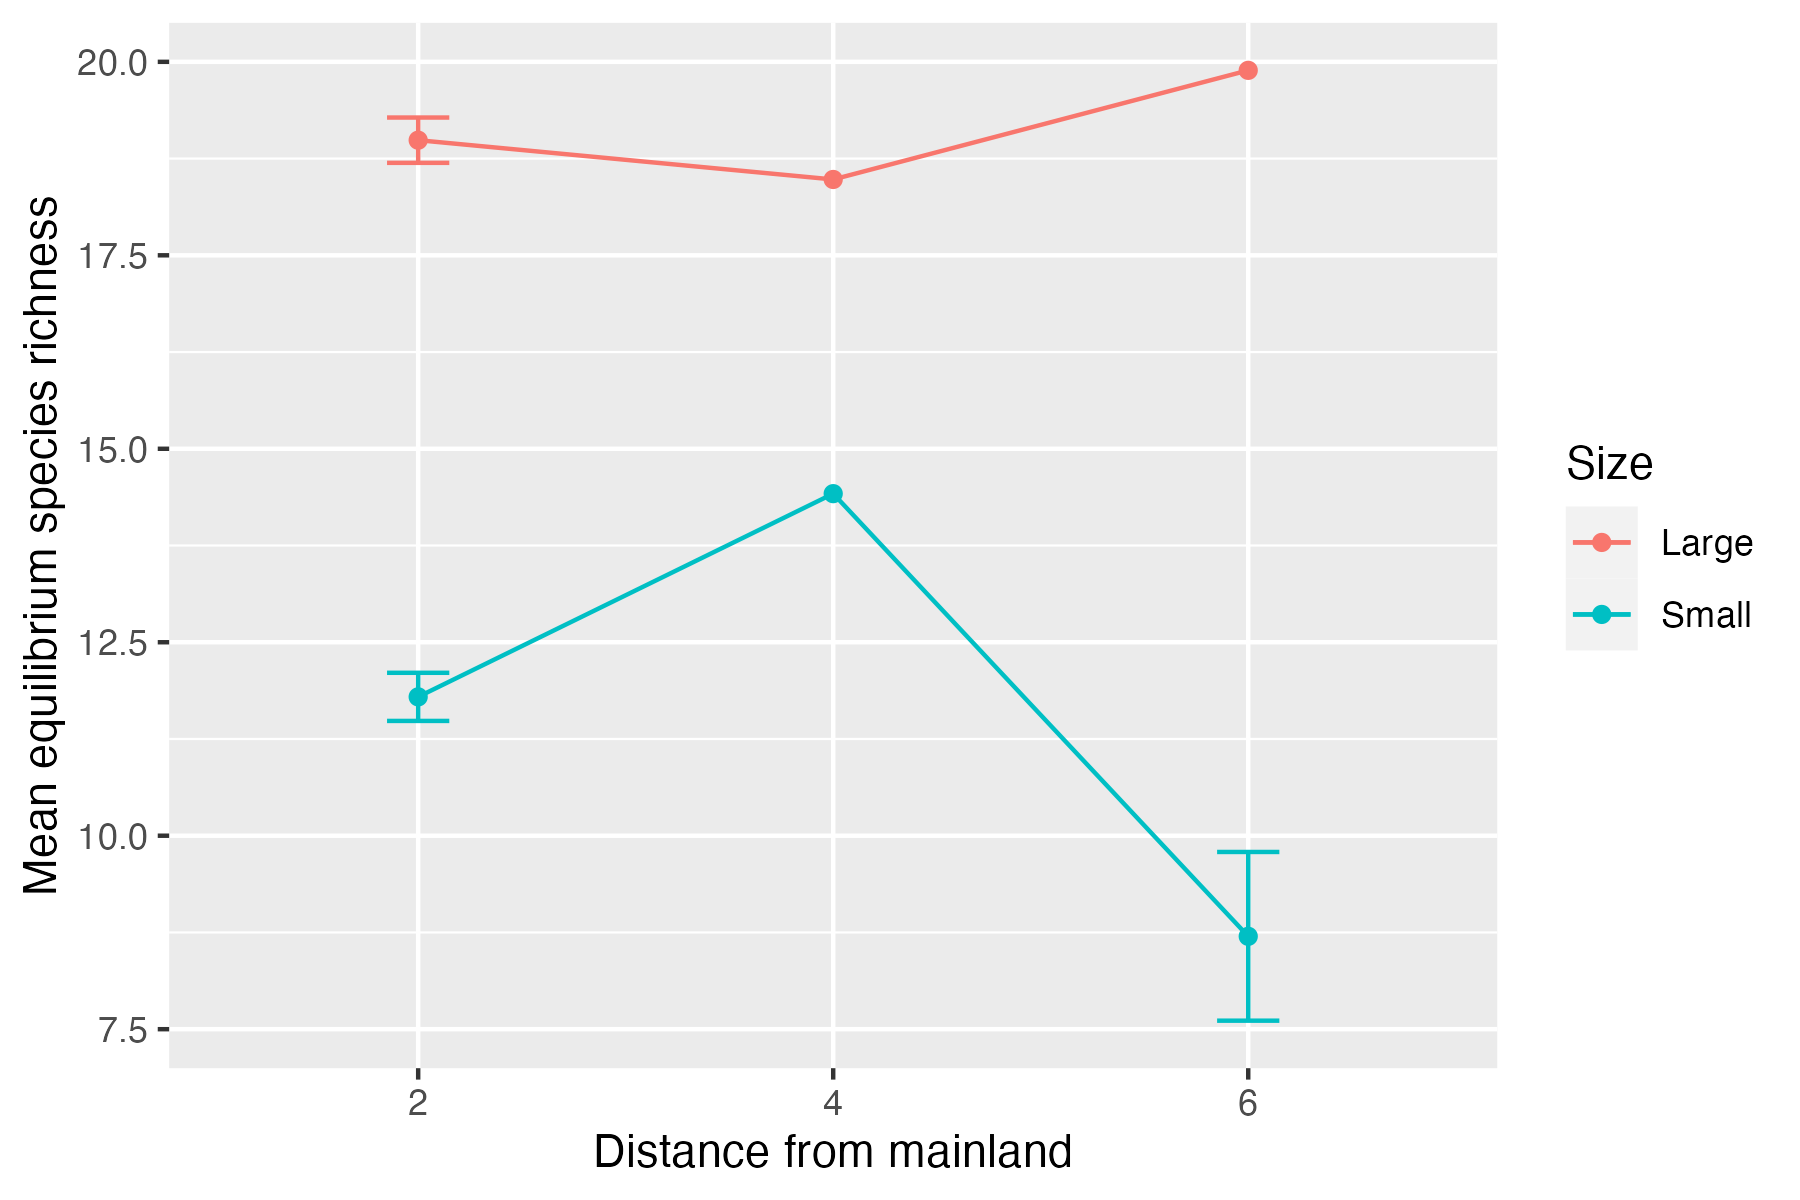 Mean equilibrium species richness
20.0
17.5
15.0
12.5
10.0
7.5
2 4 6
Distance from mainland
Size
Large
Small